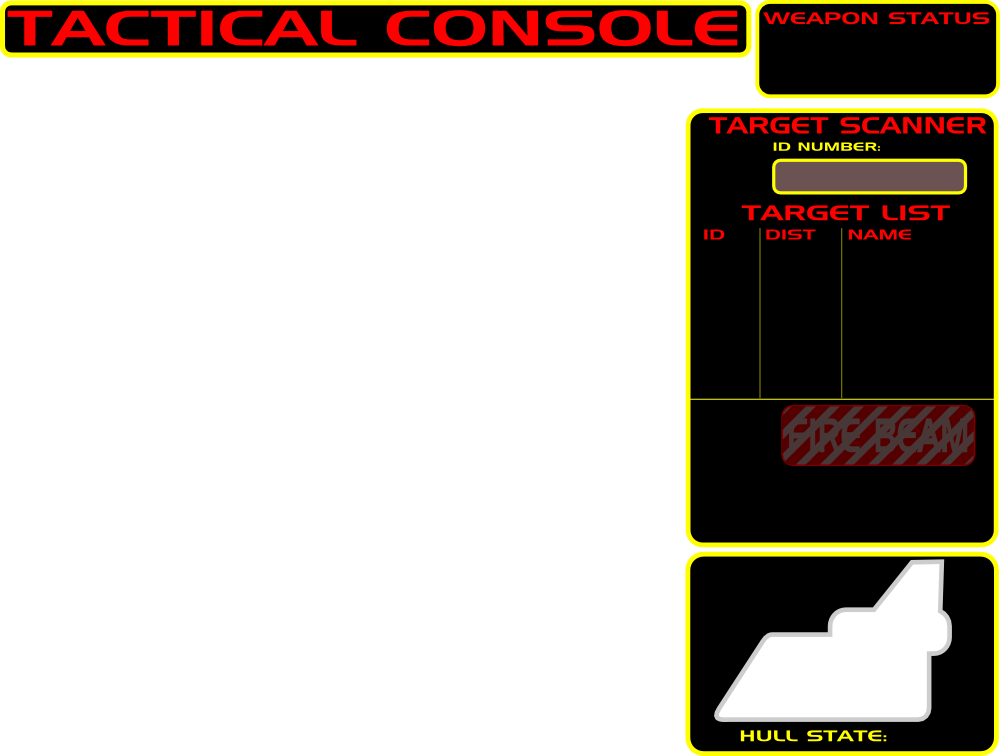 TACTICAL CONSOLE
WEAPON STATUS
TARGET SCANNER
ID NUMBER:
TARGET LIST
ID DIST NAME
FIRE BEAM
HULL STATE: